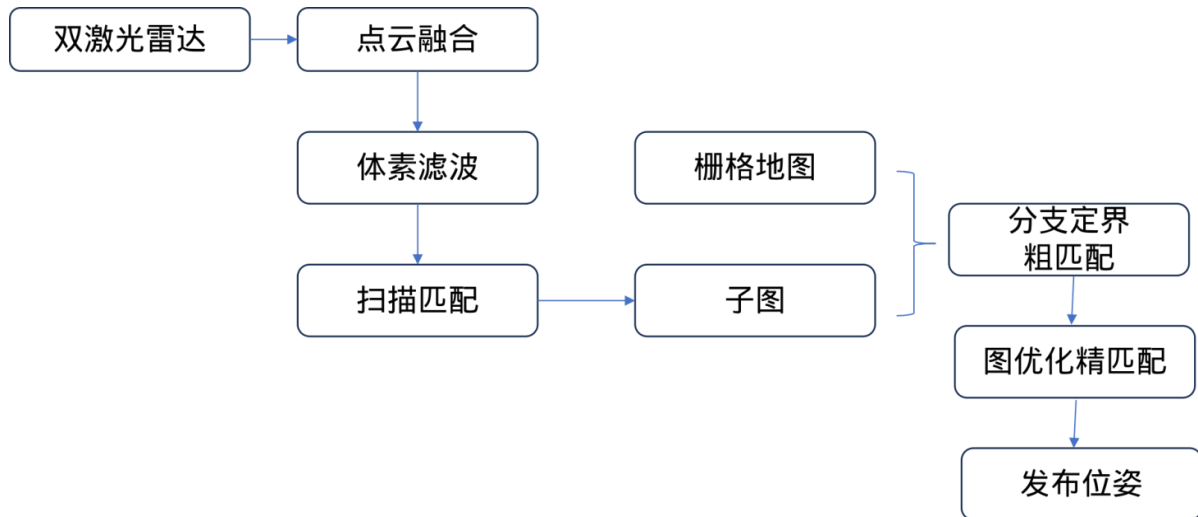 双激光雷达
点云融合
体素滤波
栅格地图
扫描匹配
子图
分支定界
粗匹配
图优化精匹配
发布位姿